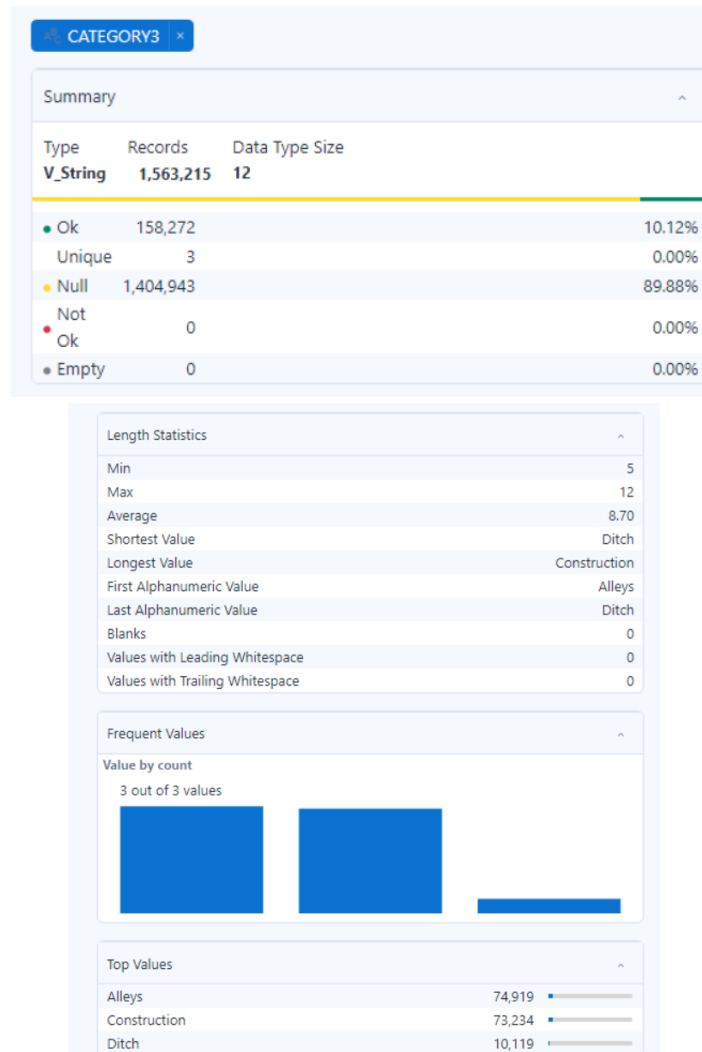 CATEGORY3 ×
Summary
Type Records Data Type Size
V_String 1,563,215 12
Ok 158,272 10.12%
Unique 3 0.00%
Null 1,404,943 89.88%
Not
Ok 0 0.00%
Empty 0 0.00%
Length Statistics
Min 5
Max 12
Average 8.70
Shortest Value Ditch
Longest Value Construction
First Alphanumeric Value Alleys
Last Alphanumeric Value Ditch
Blanks 0
Values with Leading Whitespace 0
Values with Trailing Whitespace 0
Frequent Values
Value by count
3 out of 3 values
Top Values
Alleys 74,919
Construction 73,234
Ditch 10,119